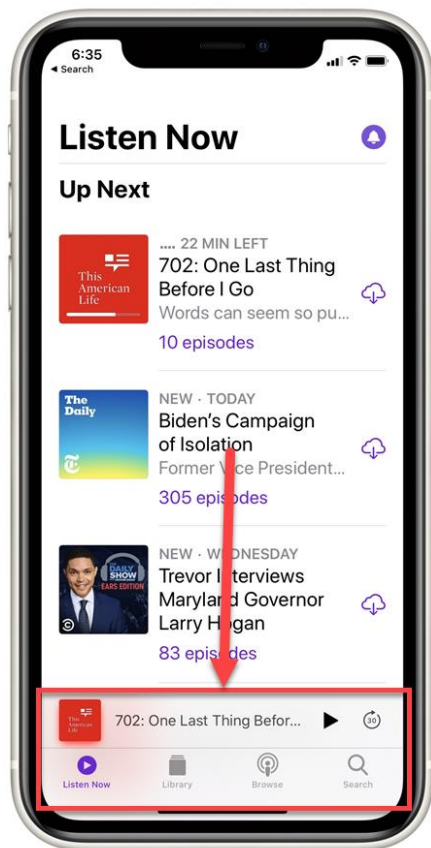 6:35
◀ Search
Listen Now
Up Next
This
American
Life
.... 22 MIN LEFT
702: One Last Thing
Before I Go
Words can seem so pu...
10 episodes
The
Daily
NEW · TODAY
Biden's Campaign
of Isolation
Former Vice President...
305 episodes
THE
DAILY
SHOW
EARS EDITION
NEW · WEDNESDAY
Trevor Interviews
Maryland Governor
Larry Hogan
83 episodes
This
American
Life
702: One Last Thing Befor...
30
Listen Now
Library
Browse
Search